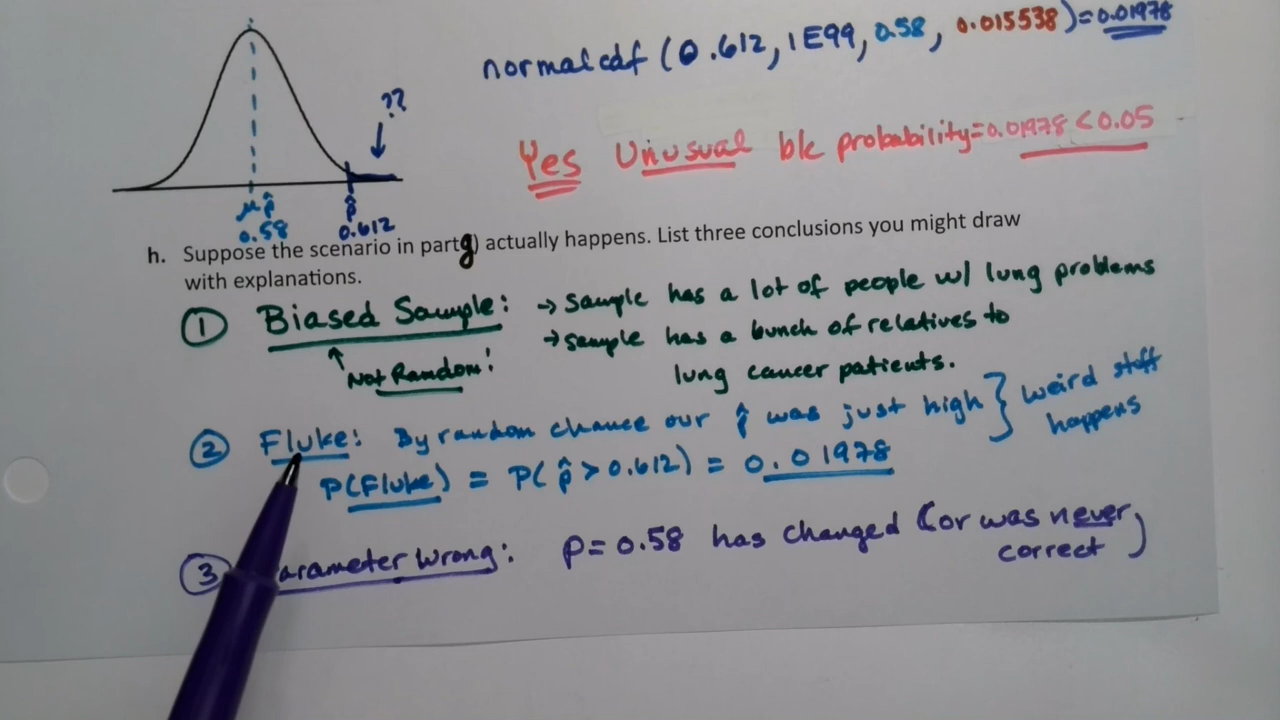 normalcdf (0.612, 1E99, 0.58, 0.015538) = 0.01978
??
Yes Unusual b/c probability = 0.01978 < 0.05
μp̂ p̂
0.58 0.612
h. Suppose the scenario in part g) actually happens. List three conclusions you might draw
with explanations.
① Biased Sample: → Sample has a lot of people w/ lung problems
→ sample has a bunch of relatives to
Not Random! lung cancer patients.
② Fluke: By random chance our p̂ was just high } weird stuff
happens
P(Fluke) = P(p̂ > 0.612) = 0.01978
③ arameter Wrong: p = 0.58 has changed (or was never
correct)